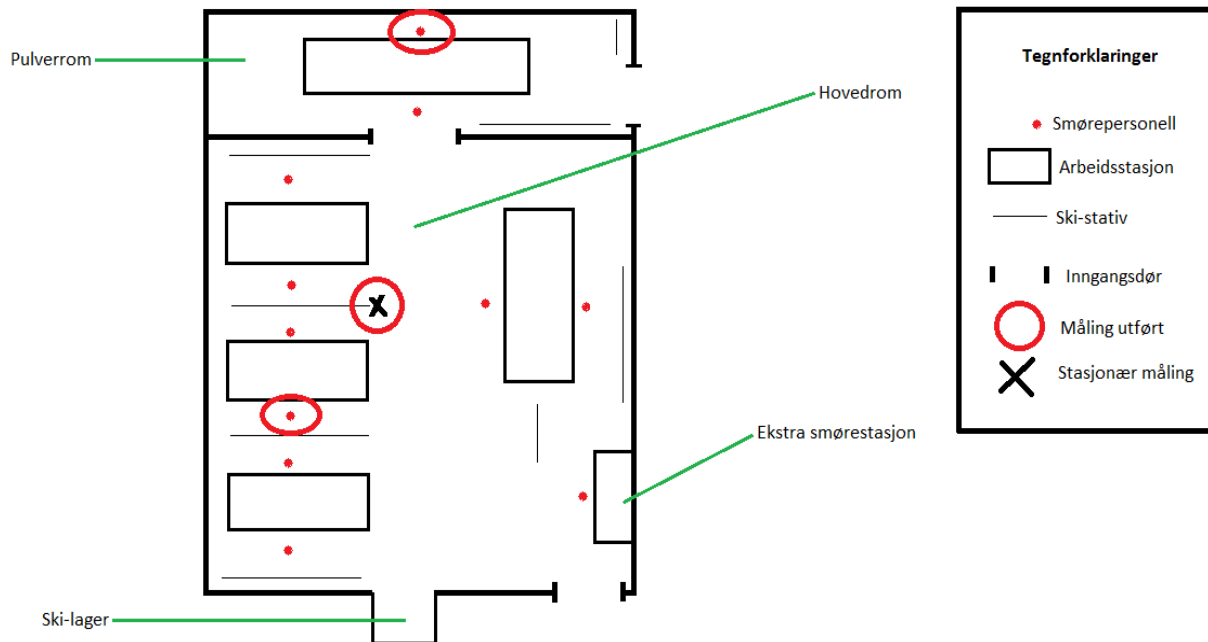 Pulverrom
Hovedrom
Ekstra smørestasjon
Ski-lager
Tegnforklaringer
Smørepersonell
Arbeidsstasjon
Ski-stativ
Inngangsdør
Måling utført
Stasjonær måling